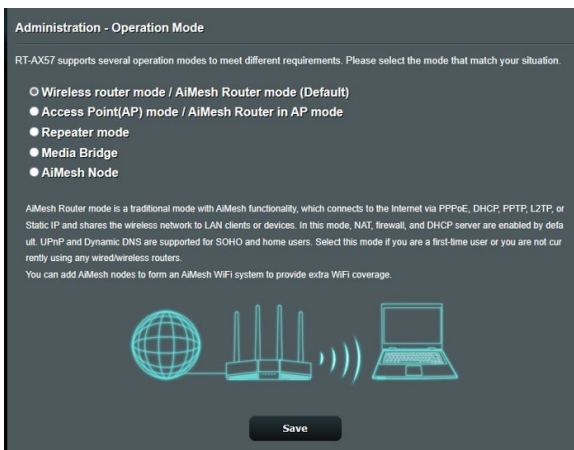 Administration - Operation Mode
RT-AX57 supports several operation modes to meet different requirements. Please select the mode that match your situation.
Wireless router mode / AiMesh Router mode (Default)
Access Point(AP) mode / AiMesh Router in AP mode
Repeater mode
Media Bridge
AiMesh Node
AiMesh Router mode is a traditional mode with AiMesh functionality, which connects to the Internet via PPPoE, DHCP, PPTP, L2TP, or
Static IP and shares the wireless network to LAN clients or devices. In this mode, NAT, firewall, and DHCP server are enabled by defa
ult. UPnP and Dynamic DNS are supported for SOHO and home users. Select this mode if you are a first-time user or you are not cur
rently using any wired/wireless routers.
You can add AiMesh nodes to form an AiMesh WiFi system to provide extra WiFi coverage.
Save